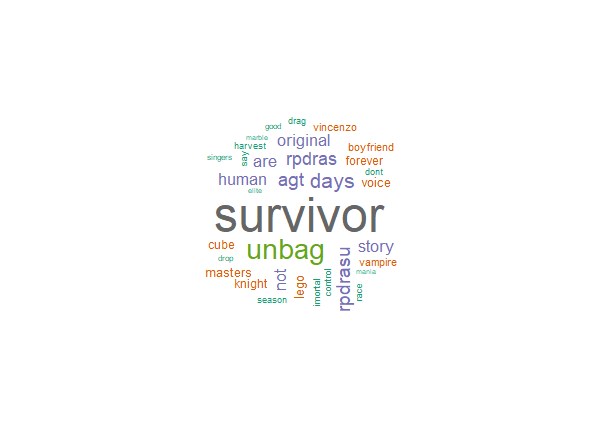 drag
good
vincenzo
marble
original
harvest
boyfriend
singers
say
are
rpdras
forever
dont
human
agt
days
voice
elite
survivor
cube
unbag
story
drop
vampire
masters
not
rpdrasu
mania
knight
lego
imortal
control
race
season